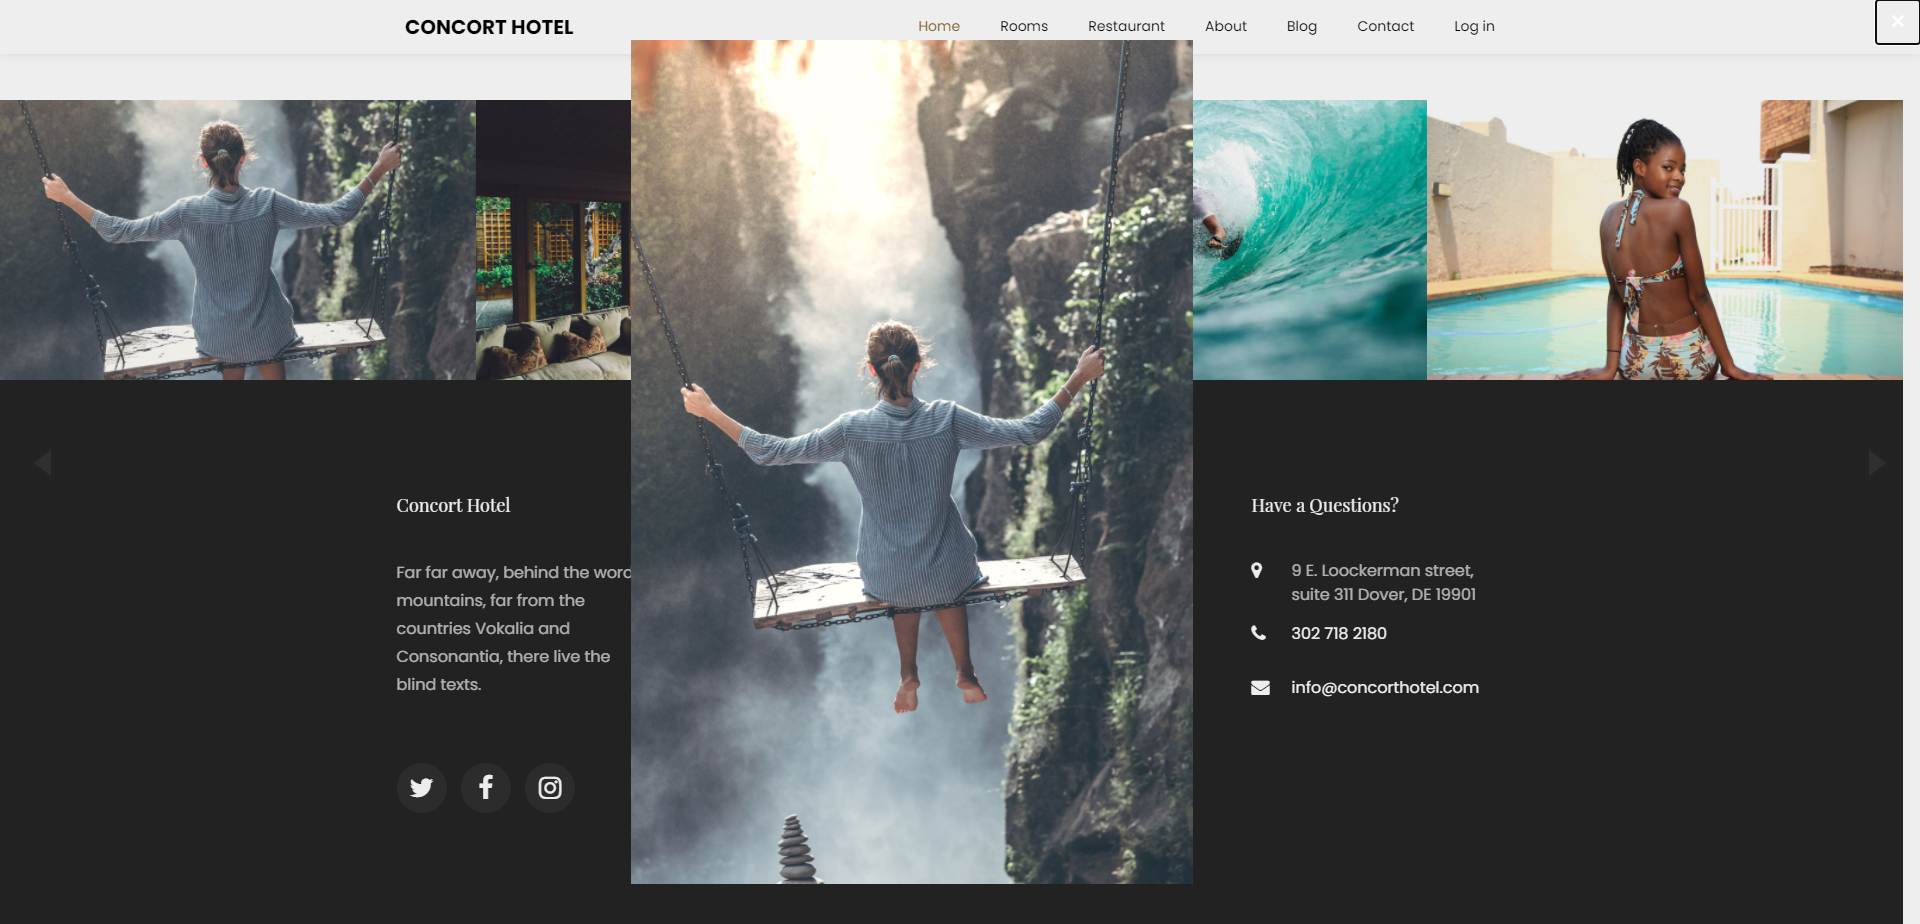 CONCORT HOTEL
Home Rooms Restaurant About Blog Contact Log in
Concort Hotel
Far far away, behind the word
mountains, far from the
countries Vokalia and
Consonantia, there live the
blind texts.
Have a Questions?
9 E. Loockerman street,
suite 311 Dover, DE 19901
302 718 2180
info@concorthotel.com